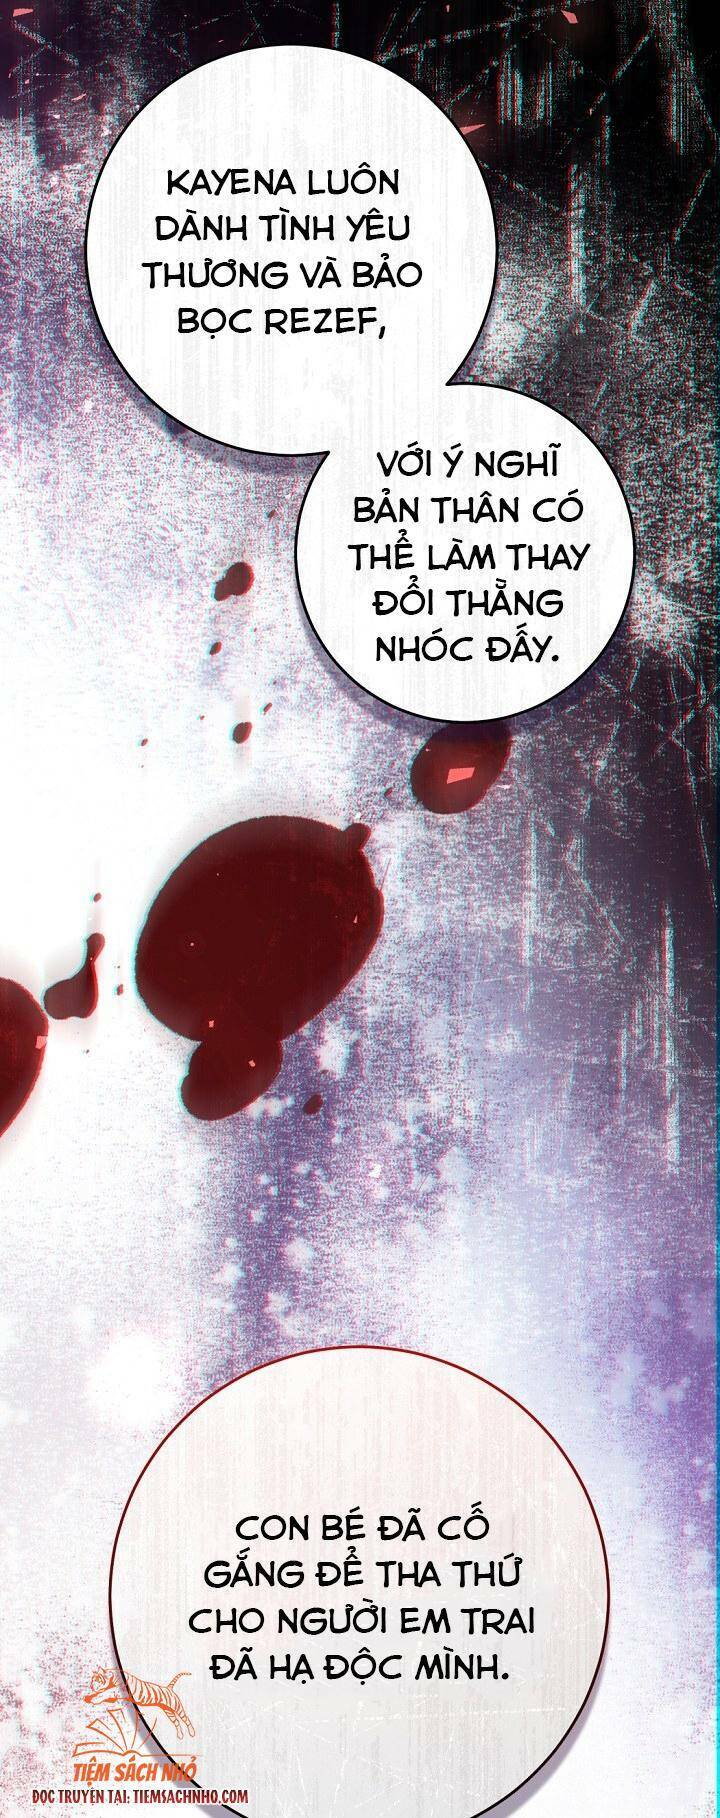 KAYENA LUÔN
DÀNH TÌNH YÊU
THƯƠNG VÀ BẢO
BỌC REZEF,
VỚI Ý NGHĨ
BẢN THÂN CÓ
THỂ LÀM THAY
ĐỔI THẰNG
NHÓC ĐẤY.
CON BÉ ĐÃ CỐ
GẮNG ĐỂ THA THỨ
CHO NGƯỜI EM TRAI
ĐÃ HẠ ĐỘC MÌNH.
TIỆM SÁCH NHỎ
ĐỌC TRUYỆN TẠI: TIEMSACHNHO.COM